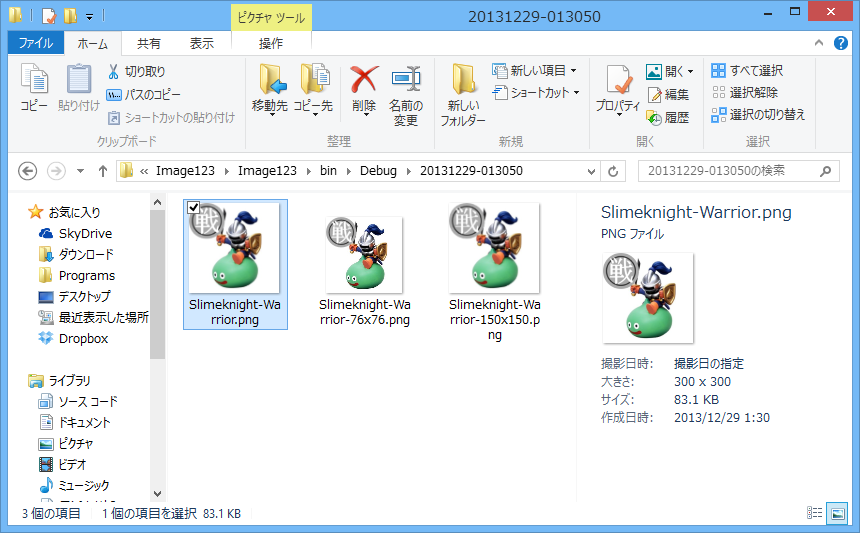 ピクチャ ツール
20131229-013050
ファイル
ホーム
共有
表示
操作
コピー
貼り付け
切り取り
パスのコピー
ショートカットの貼り付け
クリップボード
移動先
コピー先
削除
名前の
変更
整理
新しい
フォルダー
新しい項目
ショートカット
新規
プロパティ
開く
編集
履歴
開く
すべて選択
選択解除
選択の切り替え
選択
« Image123 Image123 bin Debug 20131229-013050
20131229-013050の検索
お気に入り
SkyDrive
ダウンロード
Programs
デスクトップ
最近表示した場所
Dropbox
ライブラリ
ソース コード
ドキュメント
ピクチャ
ビデオ
ミュージック
戦
Slimeknight-Wa
rrior.png
戦
Slimeknight-Wa
rrior-76x76.png
戦
Slimeknight-Wa
rrior-150x150.p
ng
Slimeknight-Warrior.png
PNG ファイル
戦
撮影日時: 撮影日の指定
大きさ: 300 x 300
サイズ: 83.1 KB
作成日時: 2013/12/29 1:30
3 個の項目 1 個の項目を選択 83.1 KB